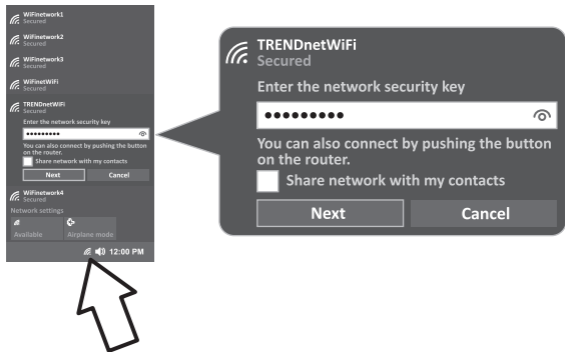 WiFinetwork1
Secured
WiFinetwork2
Secured
WiFinetwork3
Secured
WiFinetWiFi
Secured
TRENDnetWiFi
Secured
Enter the network security key
•••••••••
You can also connect by pushing the button
on the router.
Share network with my contacts
Next Cancel
WiFinetwork4
Secured
Network settings
Available Airplane mode
12:00 PM
TRENDnetWiFi
Secured
Enter the network security key
•••••••••
You can also connect by pushing the button
on the router.
Share network with my contacts
Next Cancel